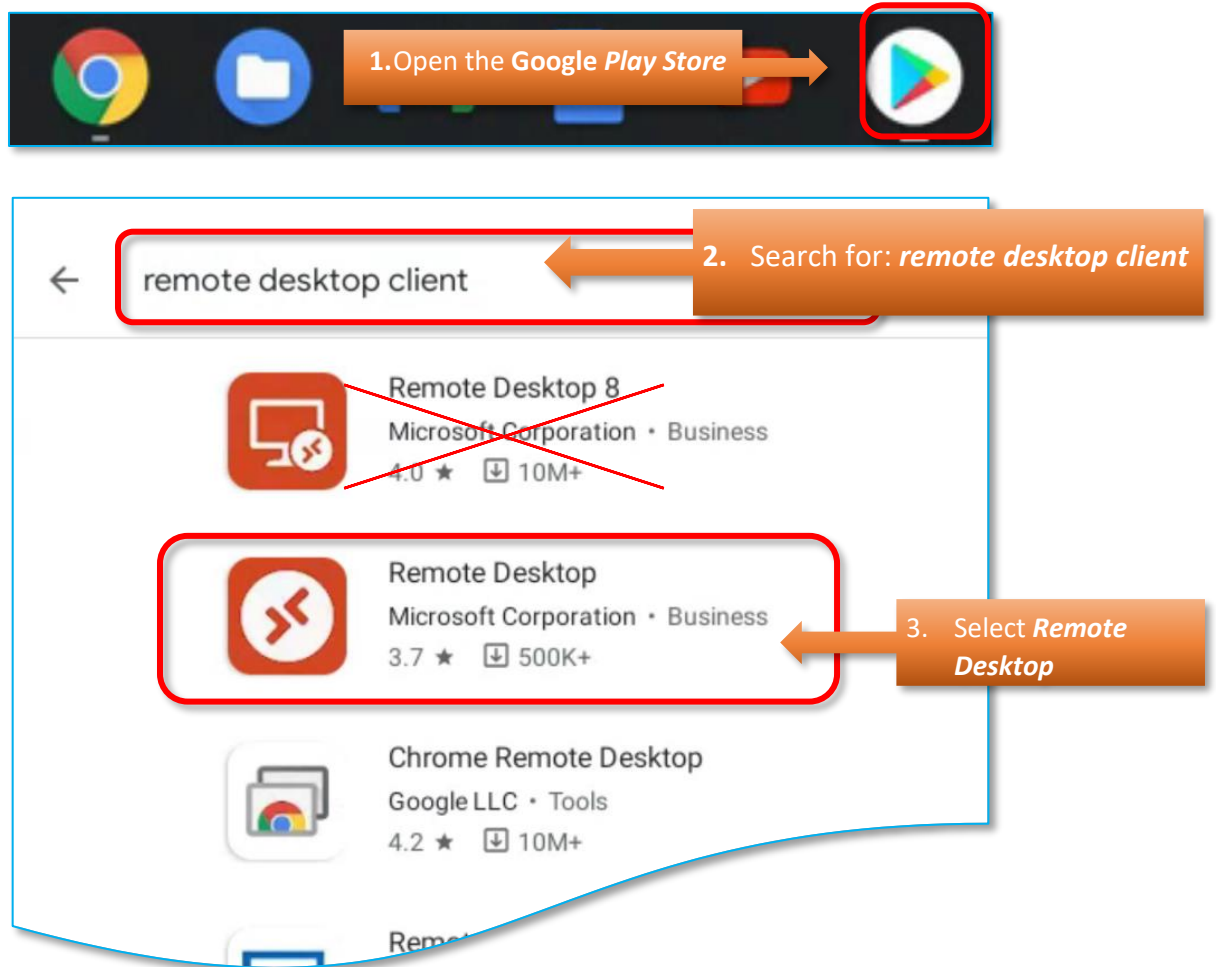 1.Open the Google Play Store
2. Search for: remote desktop client
remote desktop client
Remote Desktop 8
Microsoft Corporation • Business
4.0 ★ 10M+
Remote Desktop
Microsoft Corporation • Business
3.7 ★ 500K+
3. Select Remote
Desktop
Chrome Remote Desktop
Google LLC • Tools
4.2 ★ 10M+